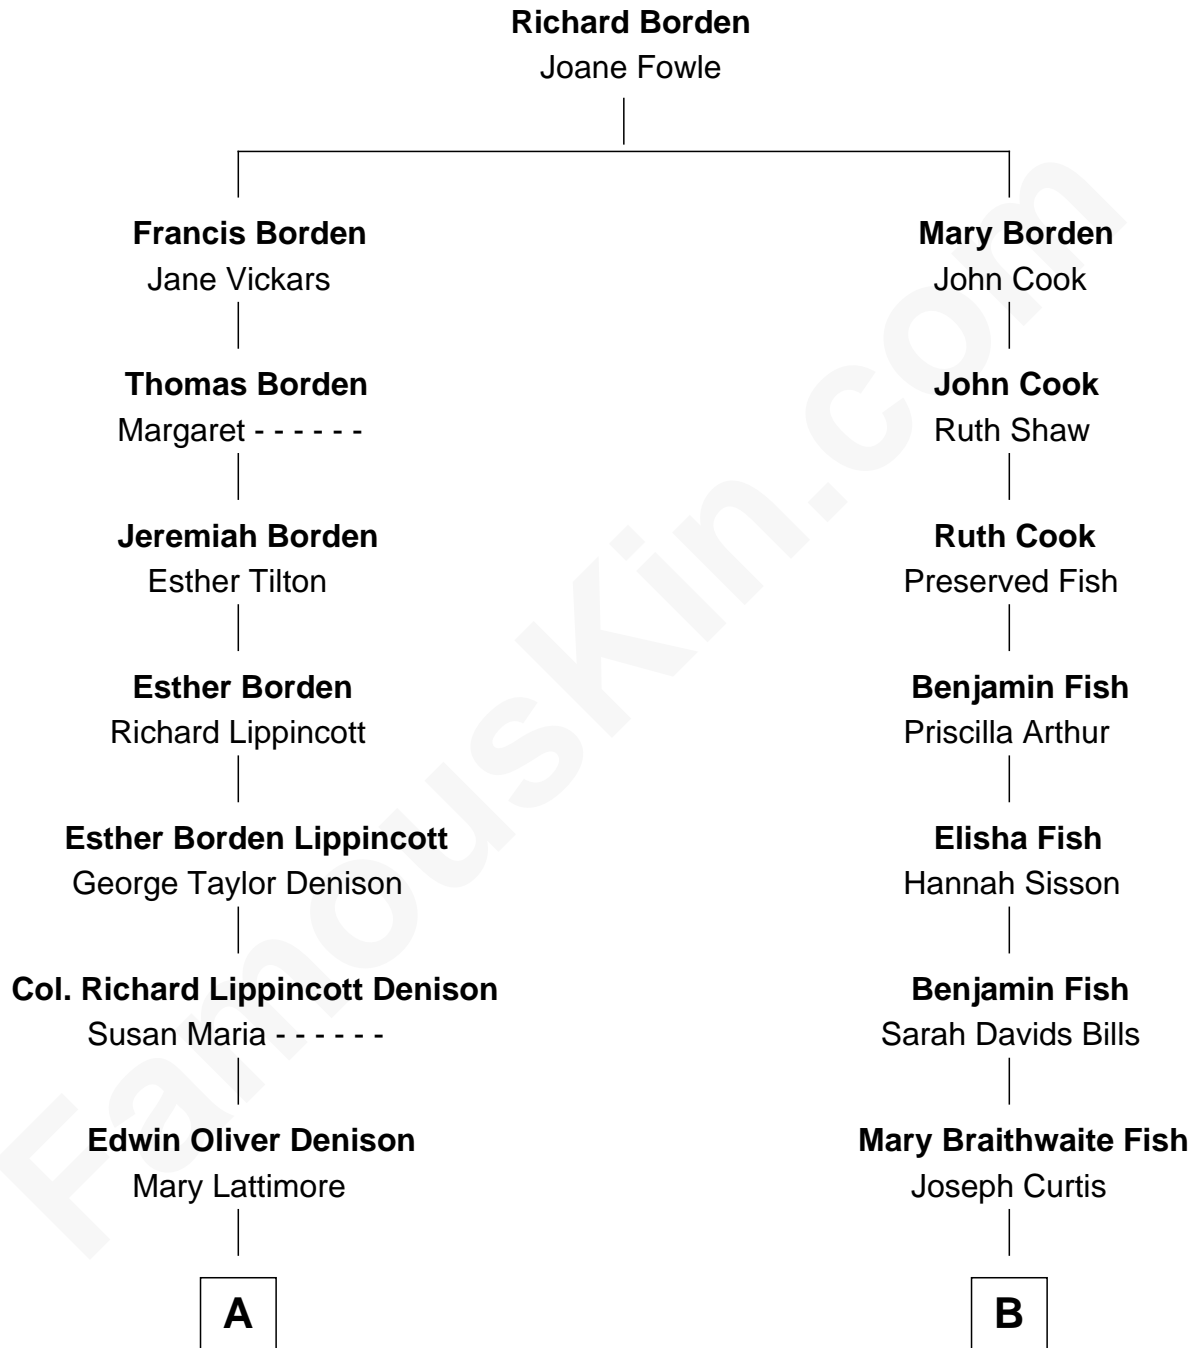 Richard Borden
Joane Fowle
Francis Borden
Jane Vickars
Thomas Borden
Margaret - - - - - -
Jeremiah Borden
Esther Tilton
Esther Borden
Richard Lippincott
Esther Borden Lippincott
George Taylor Denison
Col. Richard Lippincott Denison
Susan Maria - - - - - -
Edwin Oliver Denison
Mary Lattimore
A
Mary Borden
John Cook
John Cook
Ruth Shaw
Ruth Cook
Preserved Fish
Benjamin Fish
Priscilla Arthur
Elisha Fish
Hannah Sisson
Benjamin Fish
Sarah Davids Bills
Mary Braithwaite Fish
Joseph Curtis
B
FamousKin.com